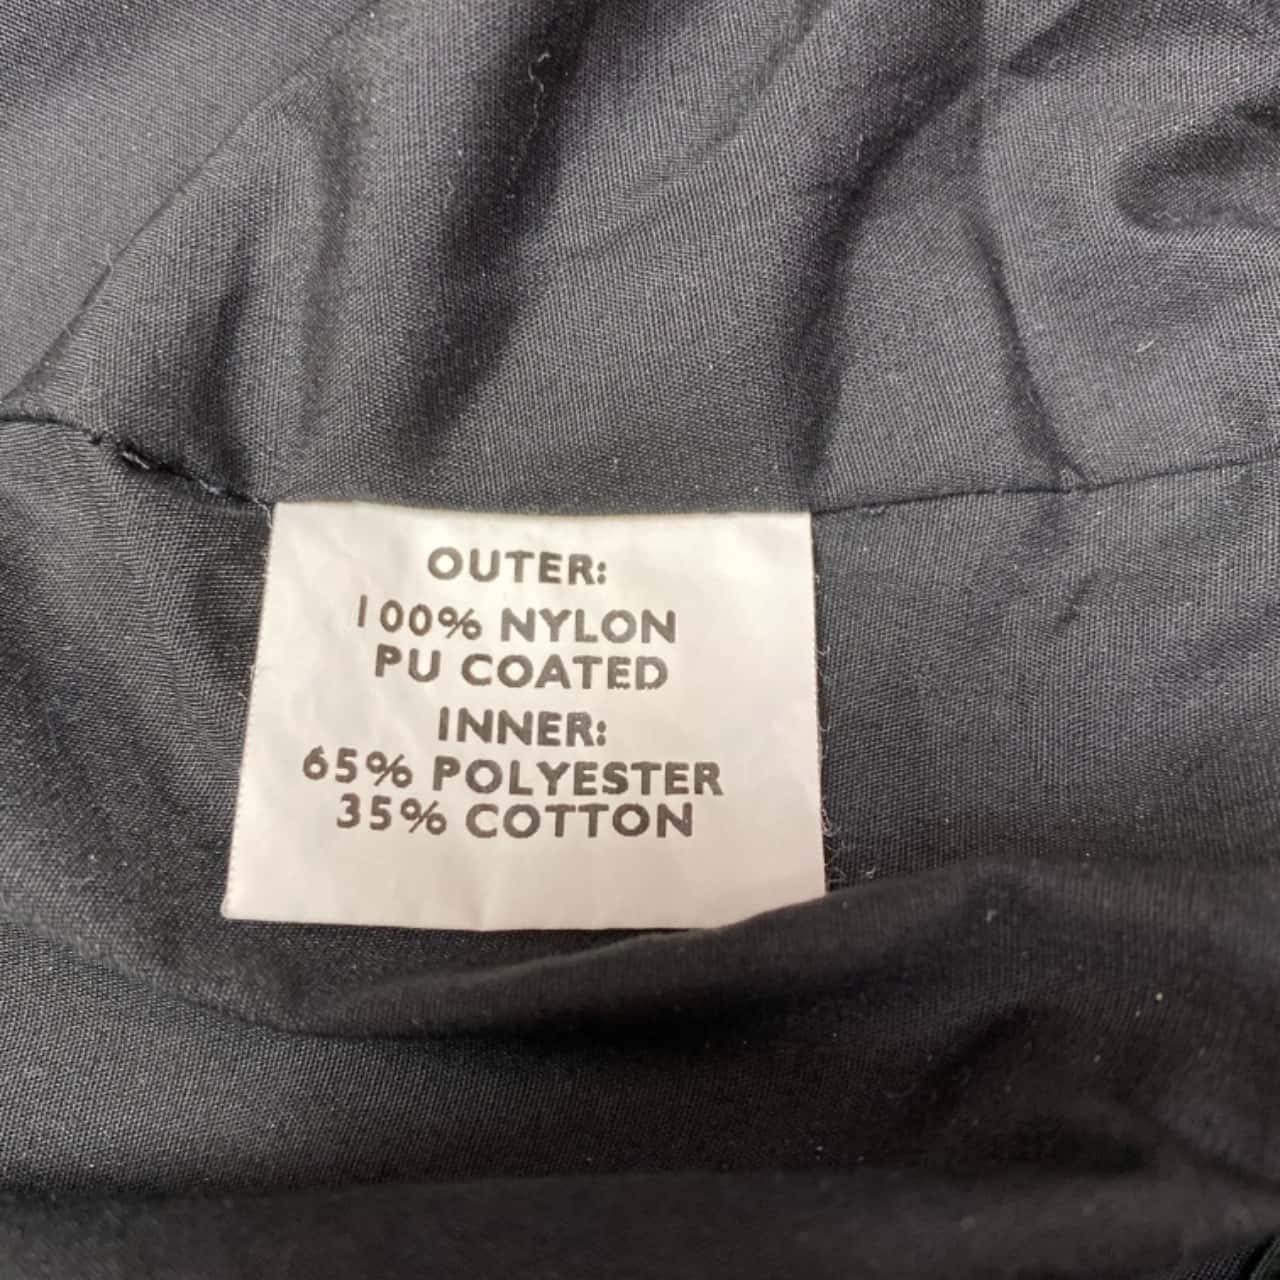 OUTER:
100% NYLON
PU COATED
INNER:
65% POLYESTER
35% COTTON